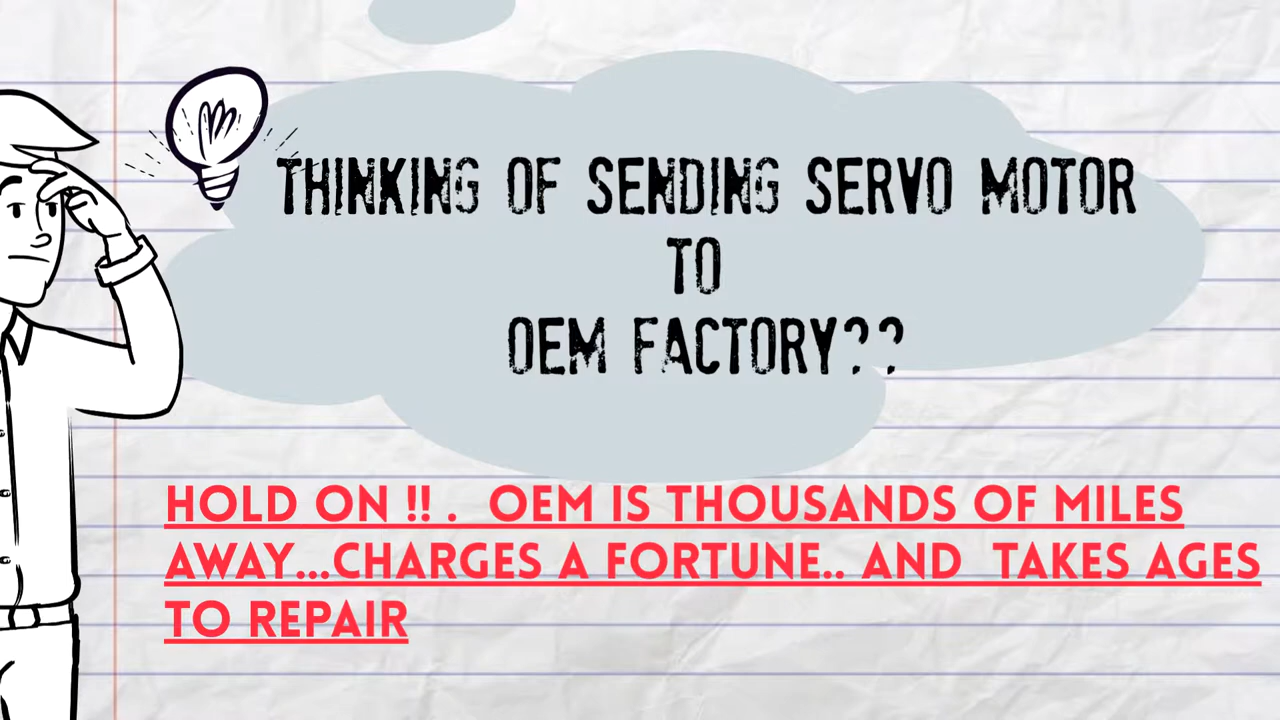 THINKING OF SENDING SERVO MOTOR
TO
OEM FACTORY??
HOLD ON !! .  OEM IS THOUSANDS OF MILES
AWAY...CHARGES A FORTUNE.. AND  TAKES AGES
TO REPAIR